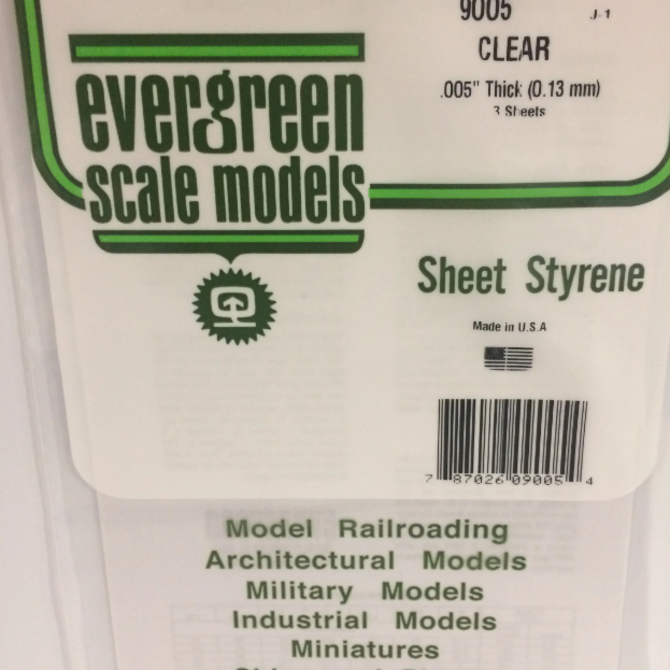 9005
J-1
CLEAR
.005" Thick (0.13 mm)
3 Sheets
evergreen
scale models
Sheet Styrene
Made in U.S.A
7 87026 09005 4
Model Railroading
Architectural Models
Military Models
Industrial Models
Miniatures